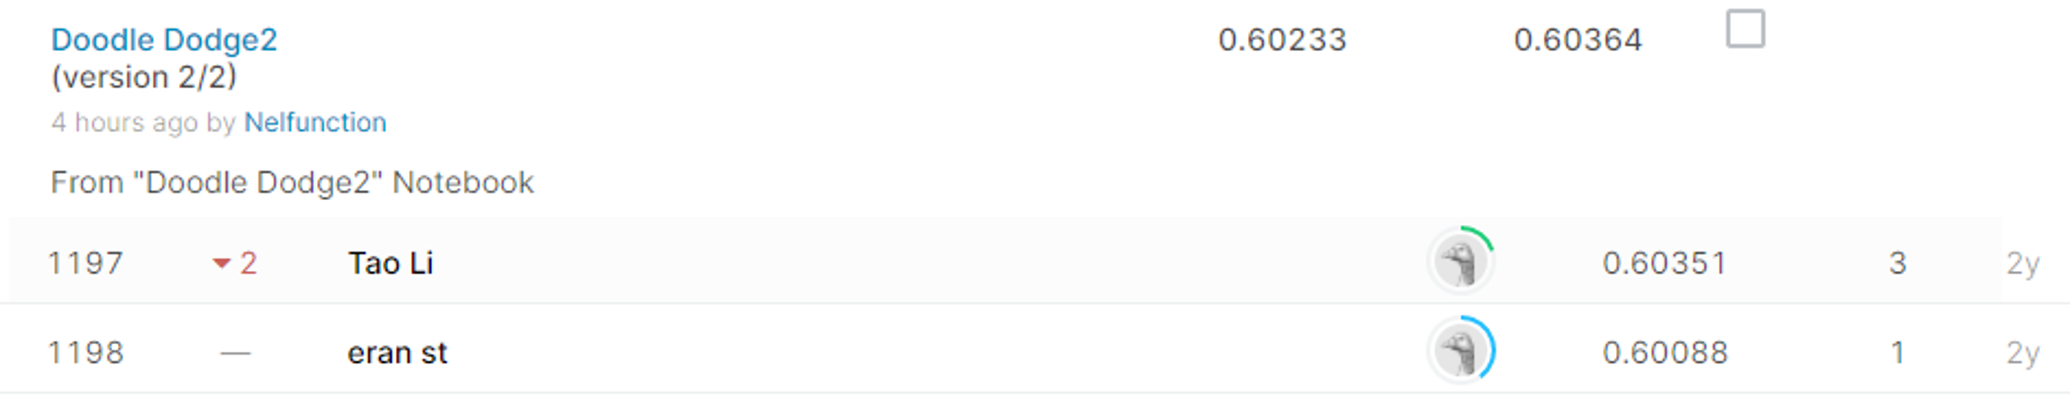 Doodle Dodge2 0.60233 0.60364
(version 2/2)
4 hours ago by Nelfunction
From "Doodle Dodge2" Notebook
1197 2 Tao Li 0.60351 3 2y
1198 — eran st 0.60088 1 2y